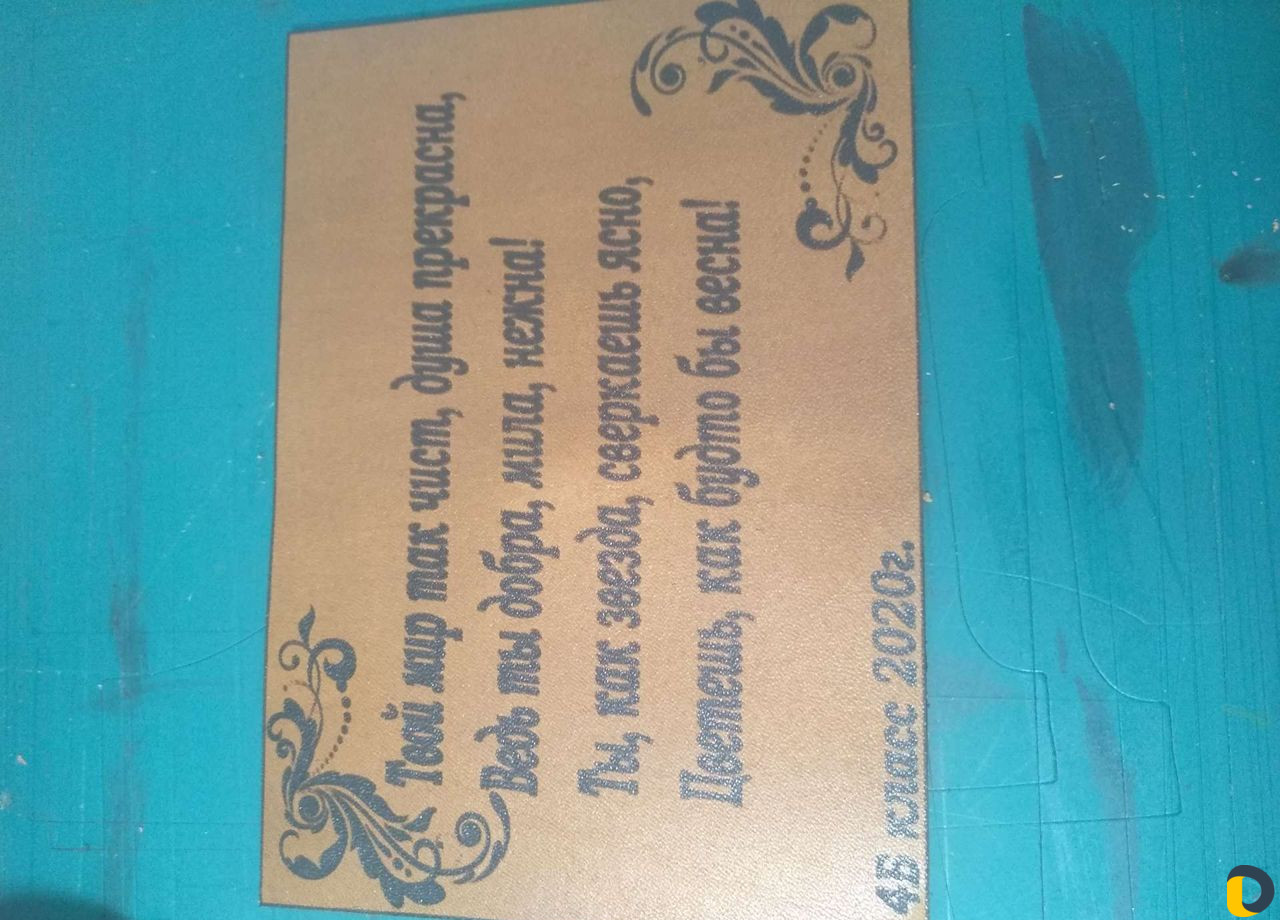 Твой мир так чист, душа прекрасна,
Ведь ты добра, мила, нежна!
Ты, как звезда, сверкаешь ясно,
Цветешь, как будто бы весна!
4Б класс 2020г.